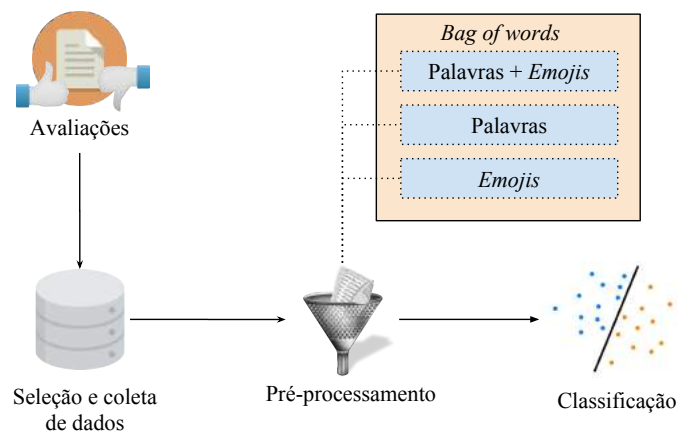 Avaliações
Bag of words
Palavras + Emojis
Palavras
Emojis
Seleção e coleta
de dados
Pré-processamento
Classificação